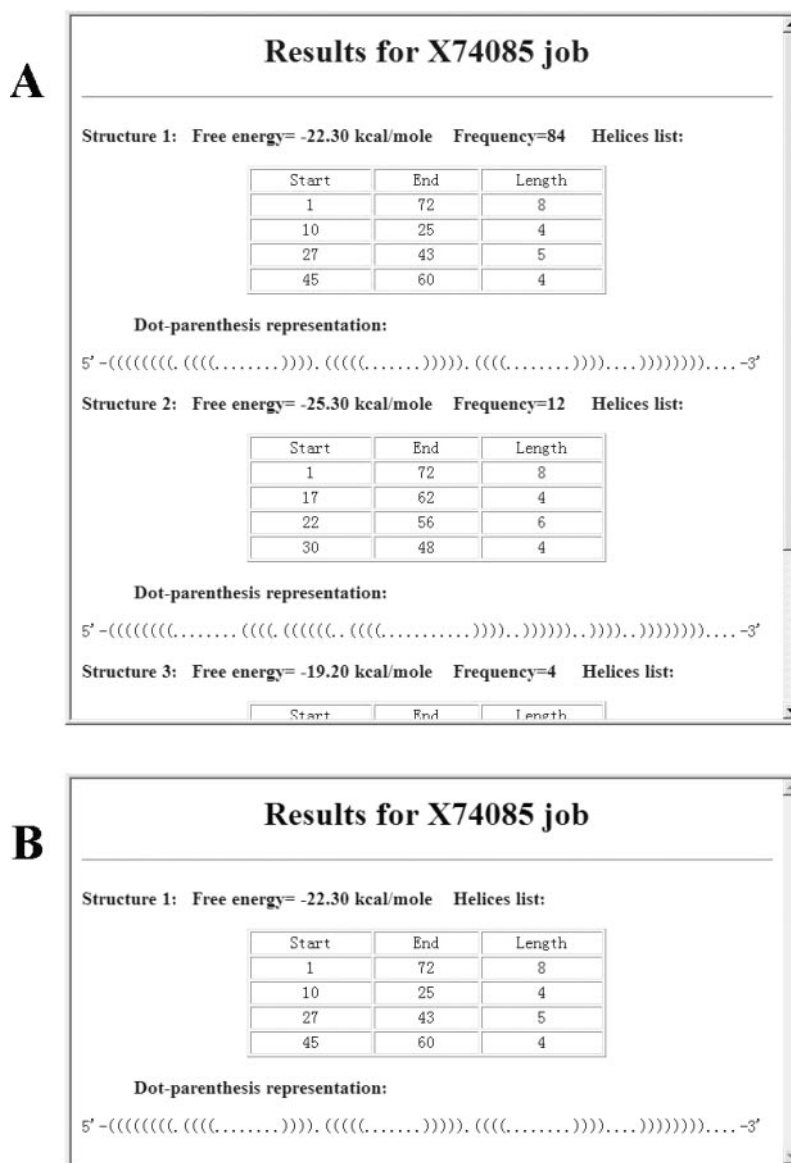 A
Results for X74085 job
Structure 1: Free energy= -22.30 kcal/mole Frequency=84 Helices list:
Start End Length
1 72 8
10 25 4
27 43 5
45 60 4
Dot-parenthesis representation:
5'-((((((((.((((........)))).(((((.......))))).((((........))))....))))))))....-3'
Structure 2: Free energy= -25.30 kcal/mole Frequency=12 Helices list:
Start End Length
1 72 8
17 62 4
22 56 6
30 48 4
Dot-parenthesis representation:
5'-((((((((........((((.((((((..((((...........))))..))))))..))))..))))))))....-3'
Structure 3: Free energy= -19.20 kcal/mole Frequency=4 Helices list:
Start End Length
B
Results for X74085 job
Structure 1: Free energy= -22.30 kcal/mole Helices list:
Start End Length
1 72 8
10 25 4
27 43 5
45 60 4
Dot-parenthesis representation:
5'-((((((((.((((........)))).(((((.......))))).((((........))))....))))))))....-3'